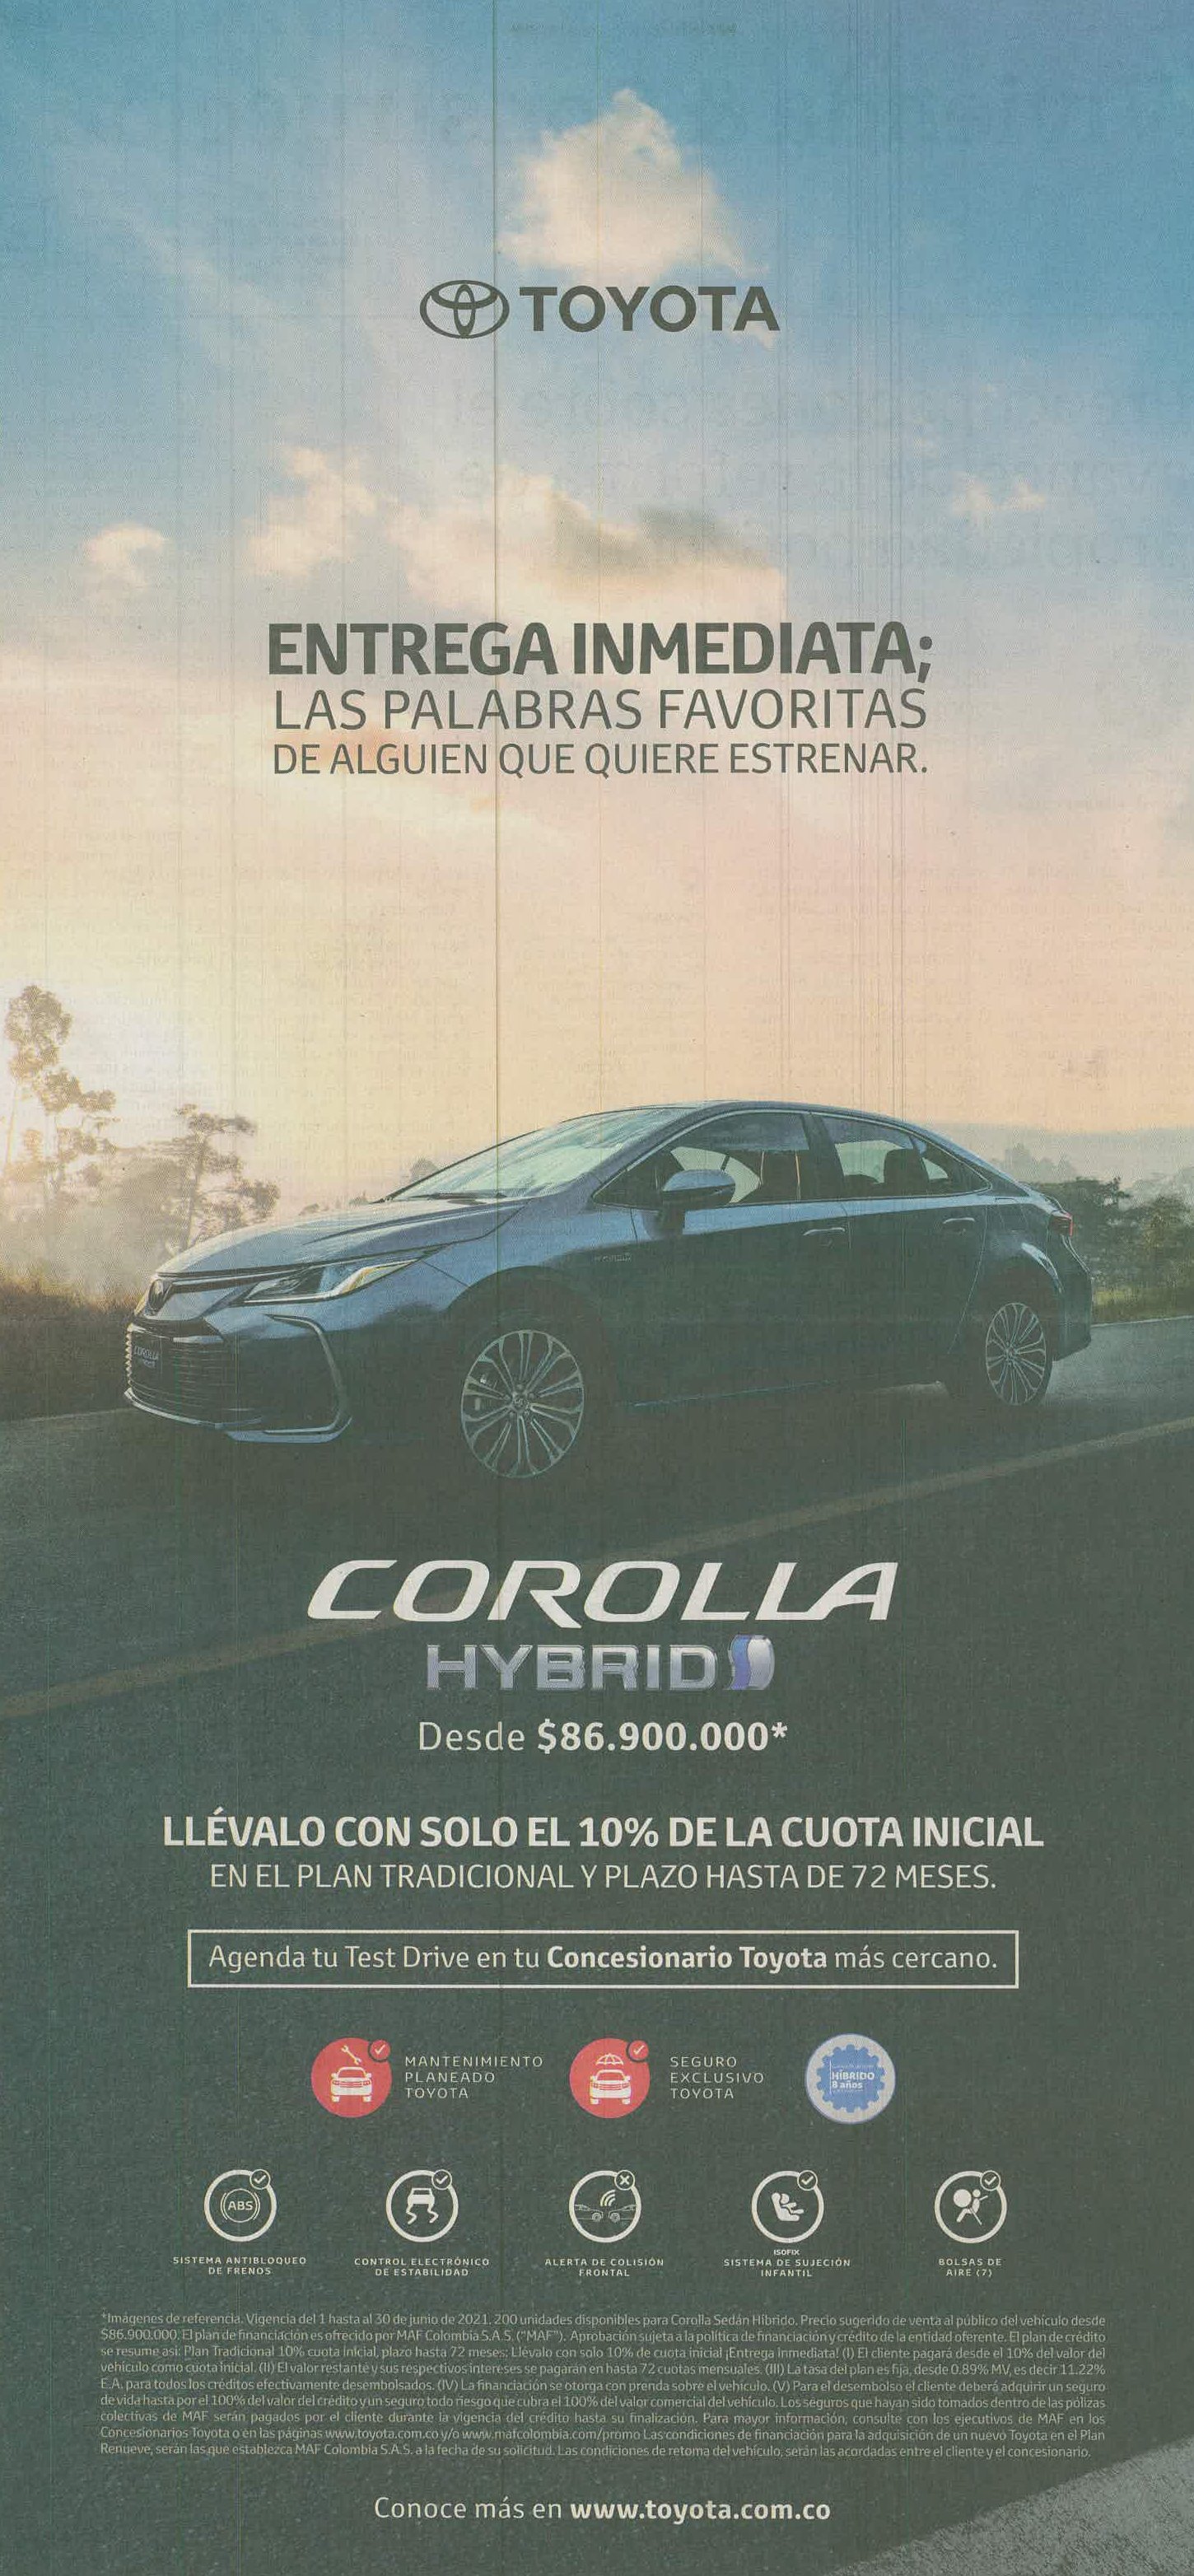 TOYOTA
ENTREGA INMEDIATA;
LAS PALABRAS FAVORITAS
DE ALGUIEN QUE QUIERE ESTRENAR.
COROLLA
COROLLA
HYBRID
Desde $86.900.000*
LLÉVALO CON SOLO EL 10% DE LA CUOTA INICIAL
EN EL PLAN TRADICIONAL Y PLAZO HASTA DE 72 MESES.
Agenda tu Test Drive en tu Concesionario Toyota más cercano.
MANTENIMIENTO
PLANEADO
TOYOTA
SEGURO
EXCLUSIVO
TOYOTA
HÍBRIDO
8 años
ABS
SISTEMA ANTIBLOQUEO
DE FRENOS
CONTROL ELECTRÓNICO
DE ESTABILIDAD
ALERTA DE COLISIÓN
FRONTAL
ISOFIX
SISTEMA DE SUJECIÓN
INFANTIL
BOLSAS DE
AIRE (7)
*Imágenes de referencia. Vigencia del 1 hasta al 30 de junio de 2021. 200 unidades disponibles para Corolla Sedán Híbrido. Precio sugerido de venta al público del vehículo desde
$86.900.000. El plan de financiación es ofrecido por MAF Colombia S.A.S. ("MAF"). Aprobación sujeta a la política de financiación y crédito de la entidad oferente. El plan de crédito
se resume así: Plan Tradicional 10% cuota inicial, plazo hasta 72 meses: Llévalo con solo 10% de cuota inicial ¡Entrega inmediata! (I) El cliente pagará desde el 10% del valor del
vehículo como cuota inicial. (II) El valor restante y sus respectivos intereses se pagarán en hasta 72 cuotas mensuales. (III) La tasa del plan es fija, desde 0.89% MV, es decir 11.22%
E.A. para todos los créditos efectivamente desembolsados. (IV) La financiación se otorga con prenda sobre el vehículo. (V) Para el desembolso el cliente deberá adquirir un seguro
de vida hasta por el 100% del valor del crédito y un seguro todo riesgo que cubra el 100% del valor comercial del vehículo. Los seguros que hayan sido tomados dentro de las pólizas
colectivas de MAF serán pagados por el cliente durante la vigencia del crédito hasta su finalización. Para mayor información, consulte con los ejecutivos de MAF en los
Concesionarios Toyota o en las páginas www.toyota.com.co y/o www.mafcolombia.com/promo Las condiciones de financiación para la adquisición de un nuevo Toyota en el Plan
Renueve, serán las que establezca MAF Colombia S.A.S. a la fecha de su solicitud. Las condiciones de retoma del vehículo, serán las acordadas entre el cliente y el concesionario.
Conoce más en www.toyota.com.co